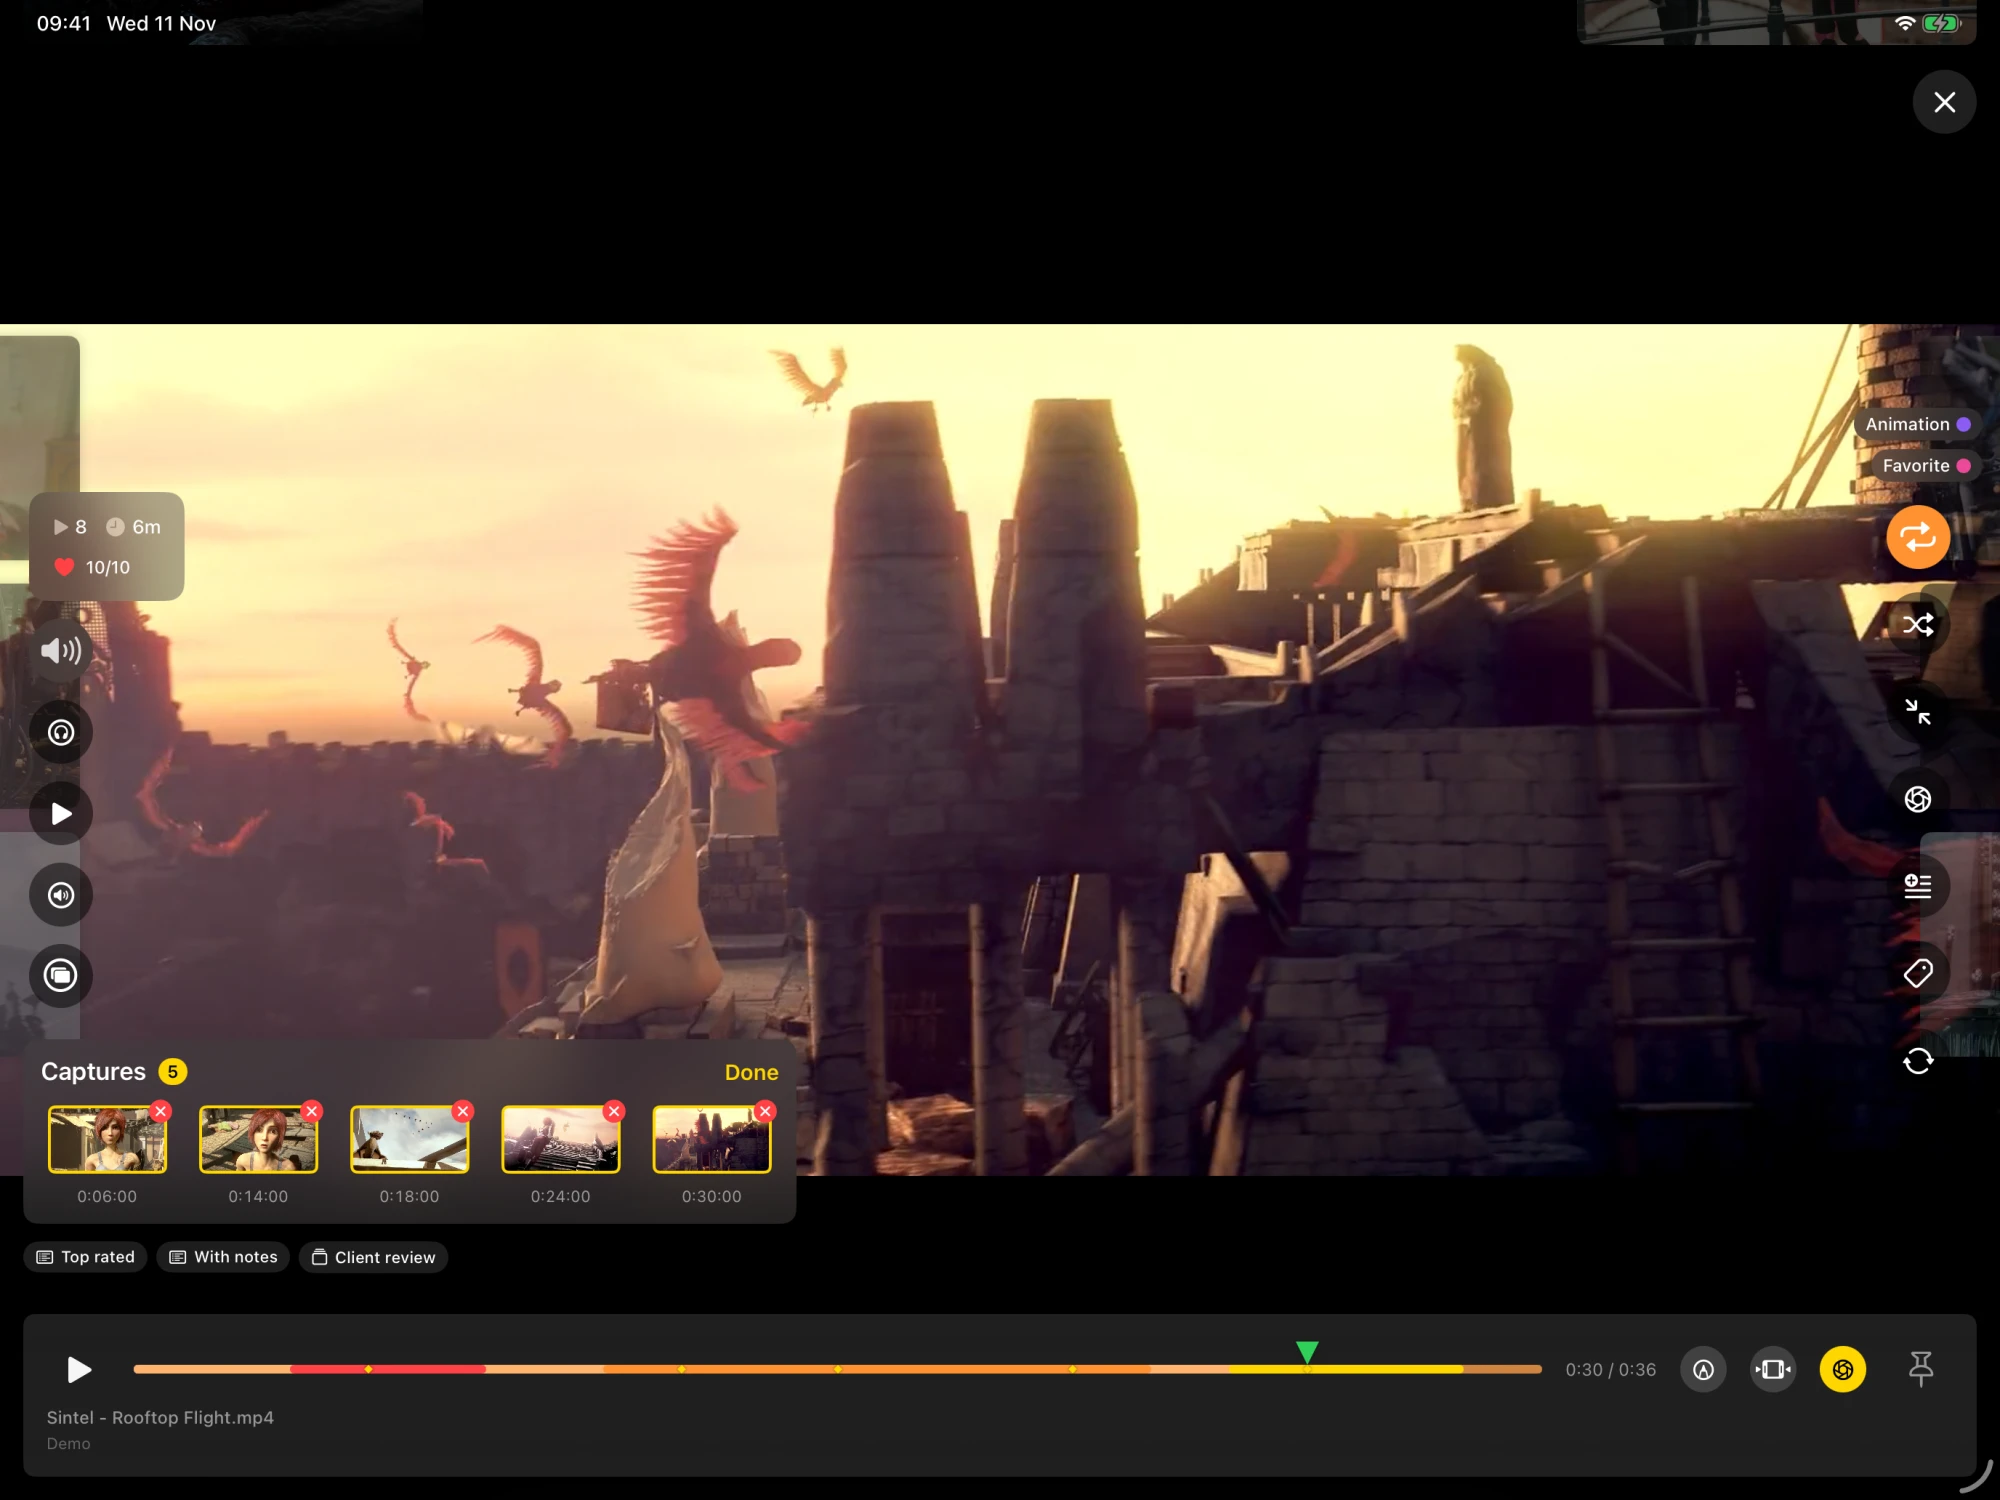 09:41 Wed 11 Nov
Animation
Favorite
8 6m
10/10
Captures 5 Done
0:06:00 0:14:00 0:18:00 0:24:00 0:30:00
Top rated With notes Client review
0:30 / 0:36
Sintel - Rooftop Flight.mp4
Demo